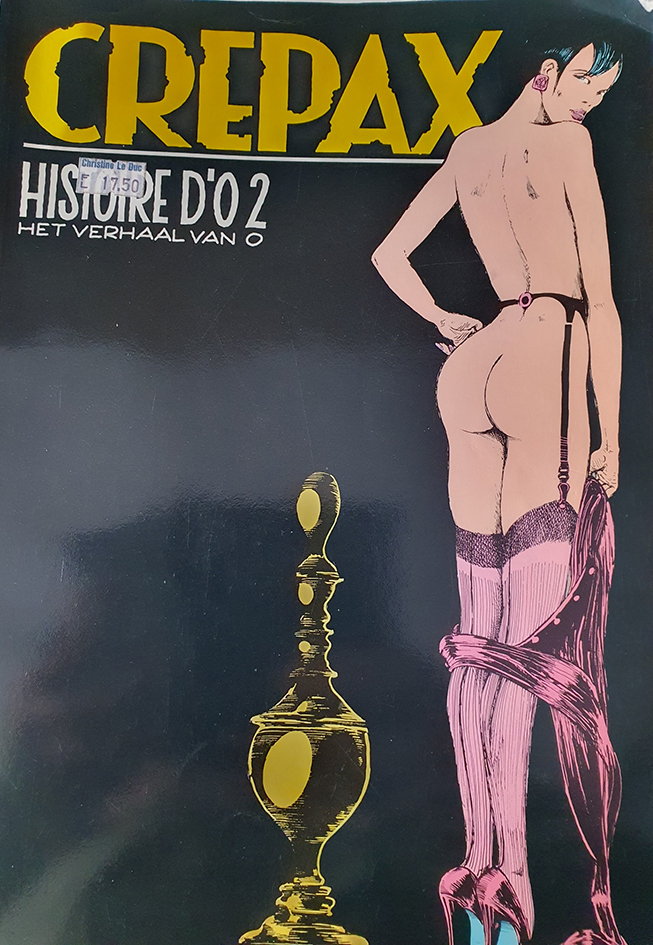 CREPAX
Christine Le Duc
F 17,50
HISTOIRE D'O 2
HET VERHAAL VAN O